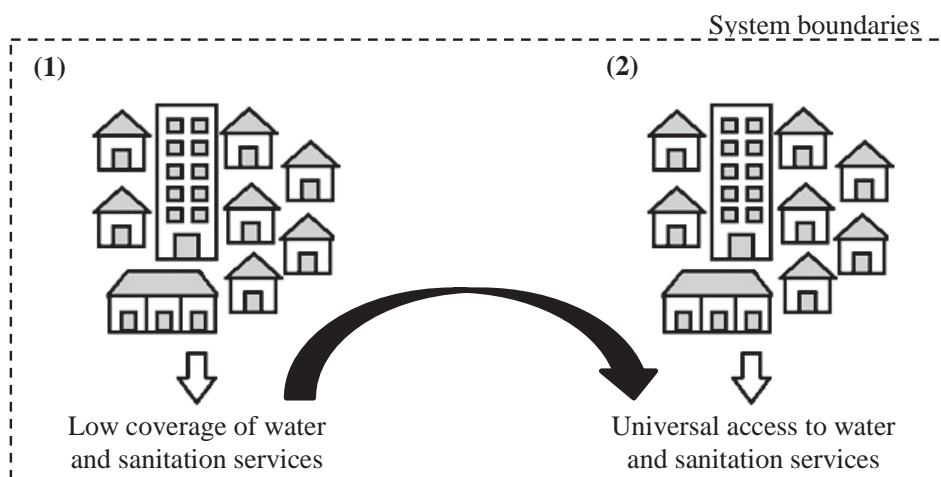 System boundaries
(1)
(2)
Low coverage of water
and sanitation services
Universal access to water
and sanitation services